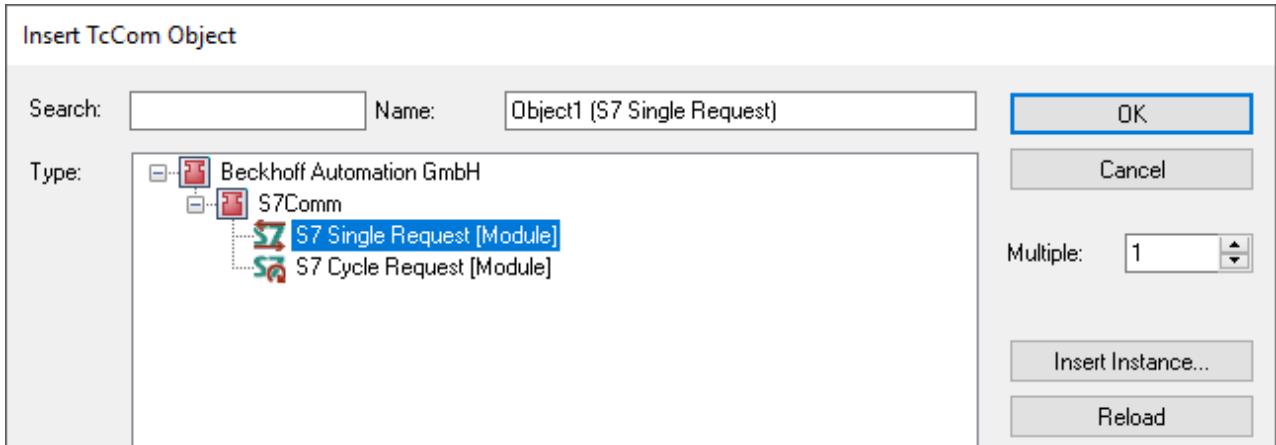 Insert TcCom Object
Search:
Name:
Object1 (S7 Single Request)
OK
Type:
Beckhoff Automation GmbH
Cancel
S7Comm
S7 Single Request [Module]
S7 Cycle Request [Module]
Multiple:
1
Insert Instance...
Reload